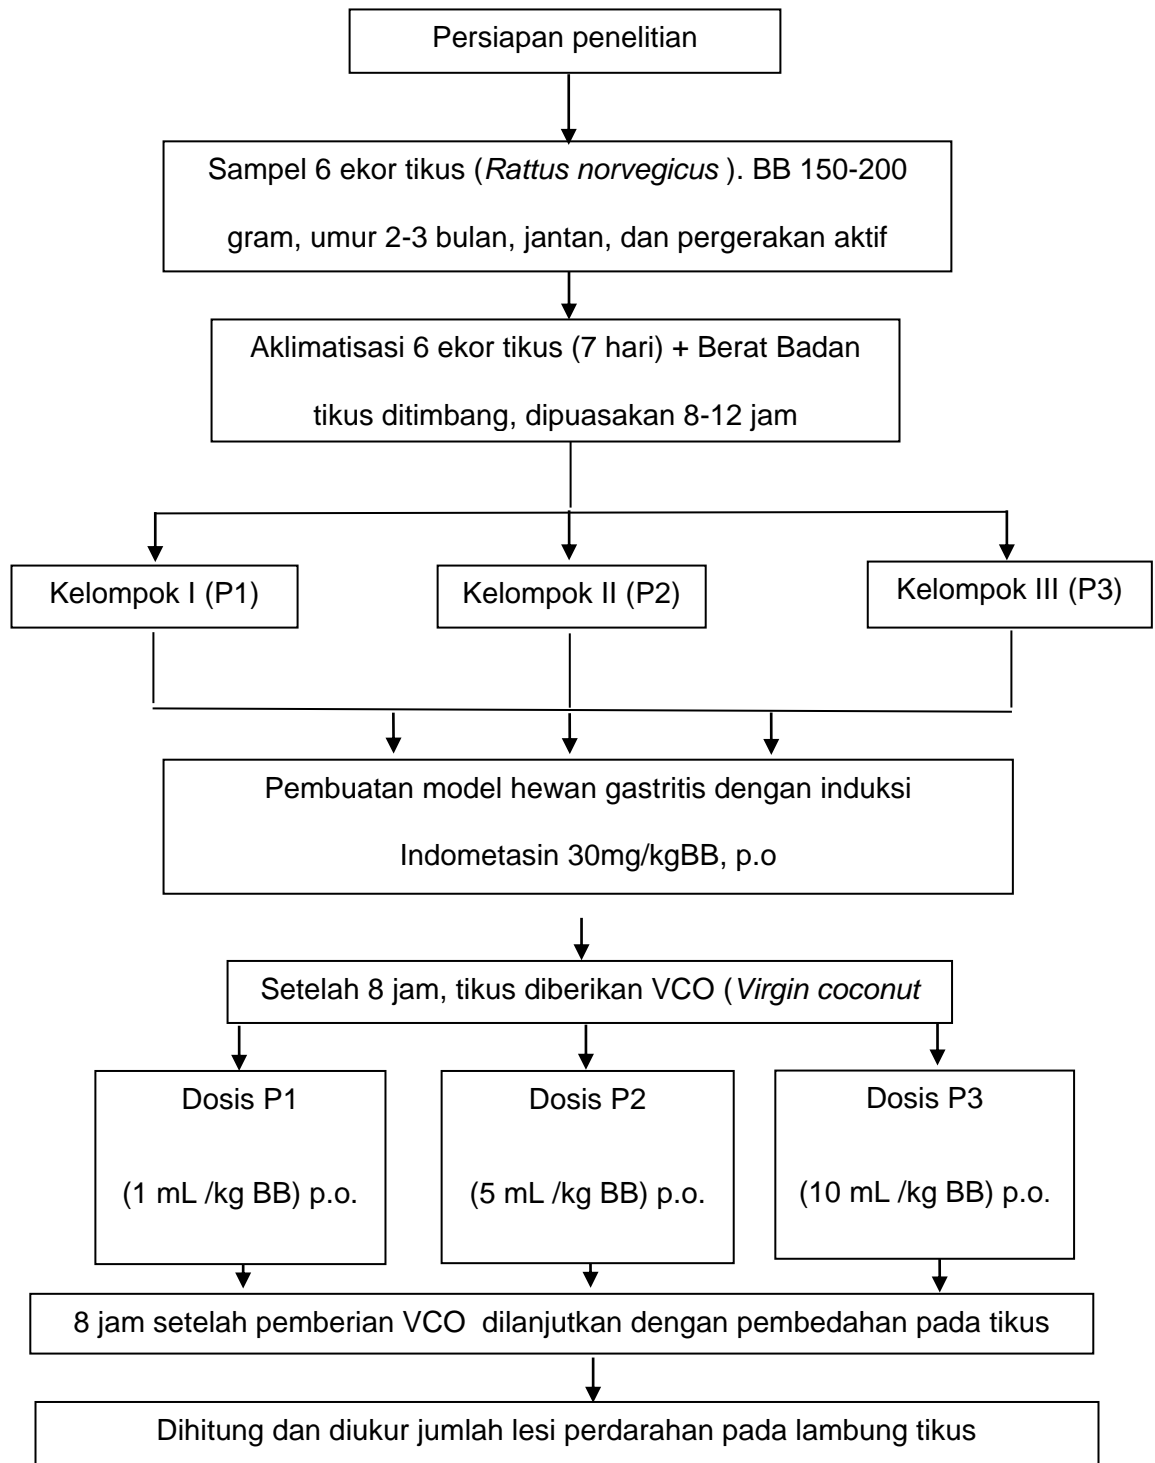 Persiapan penelitian
Sampel 6 ekor tikus (Rattus norvegicus ). BB 150-200
gram, umur 2-3 bulan, jantan, dan pergerakan aktif
Aklimatisasi 6 ekor tikus (7 hari) + Berat Badan
tikus ditimbang, dipuasakan 8-12 jam
Kelompok I (P1)
Kelompok II (P2)
Kelompok III (P3)
Pembuatan model hewan gastritis dengan induksi
Indometasin 30mg/kgBB, p.o
Setelah 8 jam, tikus diberikan VCO (Virgin coconut
Dosis P1
(1 mL /kg BB) p.o.
Dosis P2
(5 mL /kg BB) p.o.
Dosis P3
(10 mL /kg BB) p.o.
8 jam setelah pemberian VCO  dilanjutkan dengan pembedahan pada tikus
Dihitung dan diukur jumlah lesi perdarahan pada lambung tikus